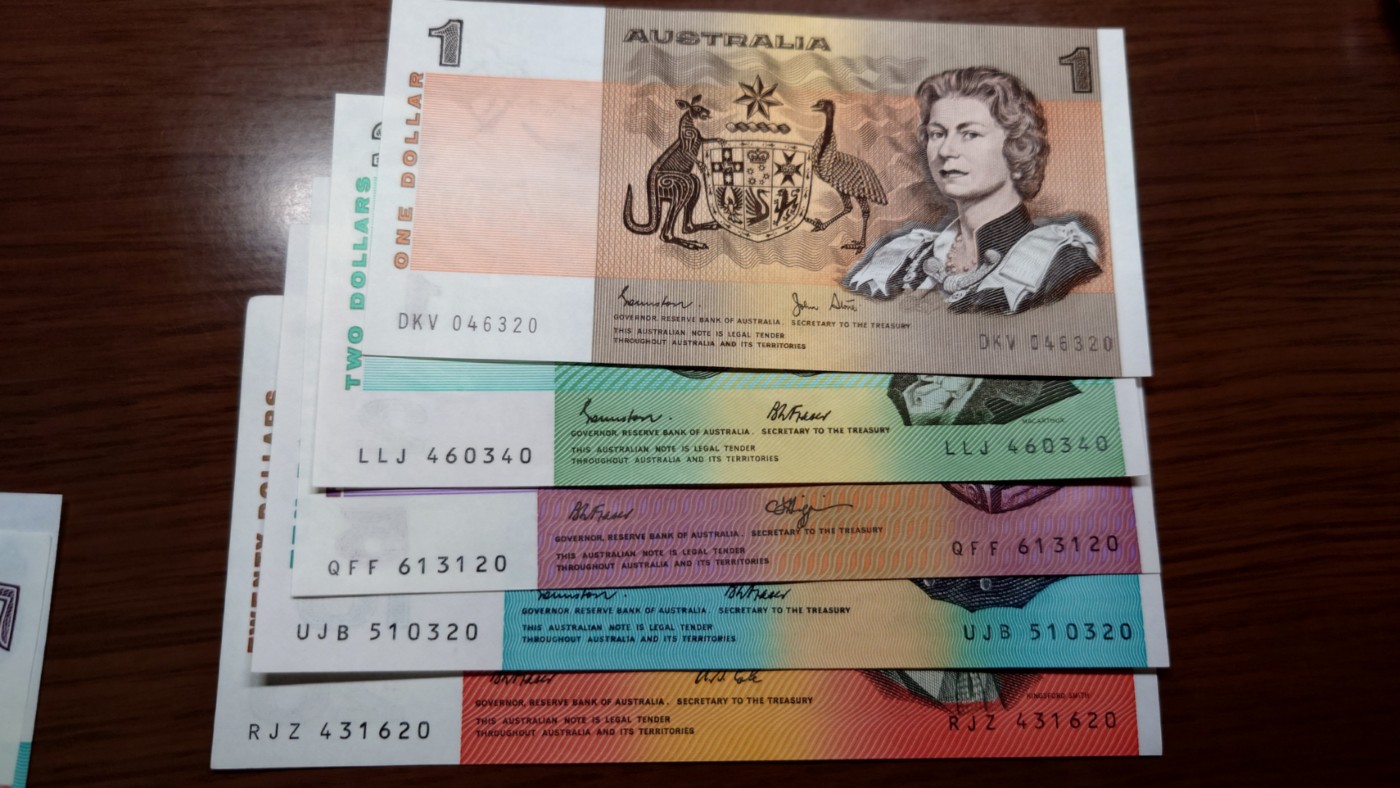 1
AUSTRALIA
1
ONE DOLLAR
GOVERNOR, RESERVE BANK OF AUSTRALIA. SECRETARY TO THE TREASURY
THIS AUSTRALIAN NOTE IS LEGAL TENDER
THROUGHOUT AUSTRALIA AND ITS TERRITORIES
DKV 046320
DKV 046320
TWO DOLLARS
MACARTHUR
GOVERNOR, RESERVE BANK OF AUSTRALIA. SECRETARY TO THE TREASURY
THIS AUSTRALIAN NOTE IS LEGAL TENDER
THROUGHOUT AUSTRALIA AND ITS TERRITORIES
LLJ 460340
LLJ 460340
GOVERNOR, RESERVE BANK OF AUSTRALIA. SECRETARY TO THE TREASURY
THIS AUSTRALIAN NOTE IS LEGAL TENDER
THROUGHOUT AUSTRALIA AND ITS TERRITORIES
QFF 613120
QFF 613120
GOVERNOR, RESERVE BANK OF AUSTRALIA. SECRETARY TO THE TREASURY
THIS AUSTRALIAN NOTE IS LEGAL TENDER
THROUGHOUT AUSTRALIA AND ITS TERRITORIES
UJB 510320
UJB 510320
TWENTY DOLLARS
KINGSFORD SMITH
GOVERNOR, RESERVE BANK OF AUSTRALIA. SECRETARY TO THE TREASURY
THIS AUSTRALIAN NOTE IS LEGAL TENDER
THROUGHOUT AUSTRALIA AND ITS TERRITORIES
RJZ 431620
RJZ 431620